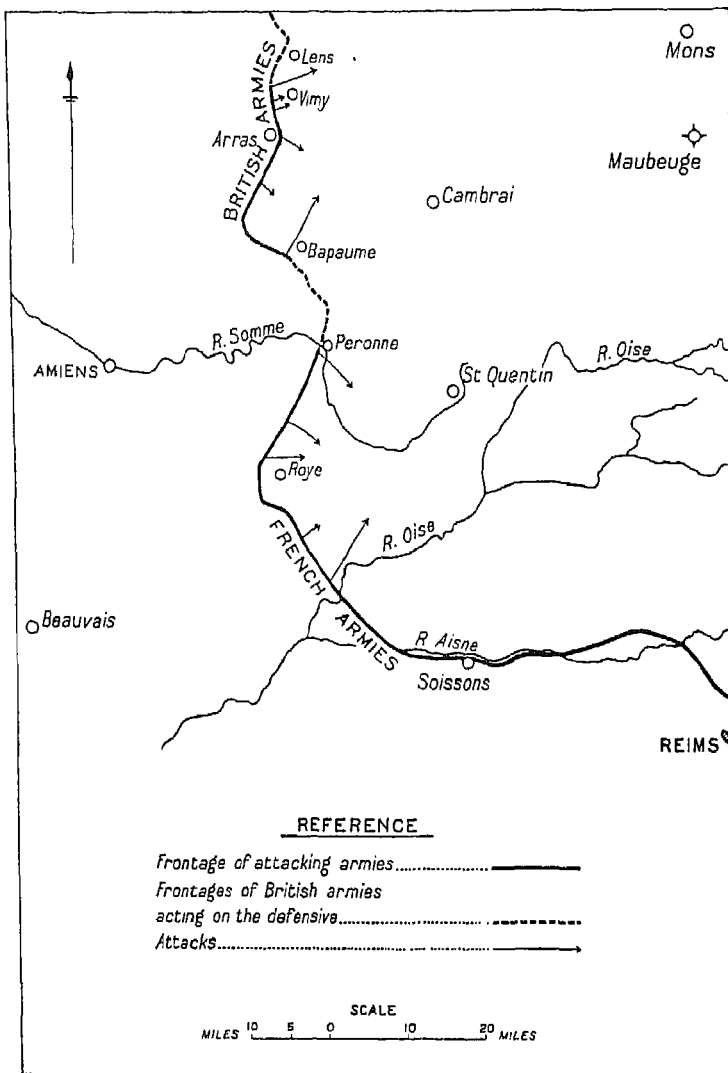 Mons
Lens
Vimy
Arras
BRITISH ARMIES
Maubeuge
Cambrai
Bapaume
R. Somme
Peronne
R. Oise
AMIENS
St Quentin
Roye
R. Oise
FRENCH ARMIES
Beauvais
R Aisne
Soissons
REIMS
REFERENCE
Frontage of attacking armies
Frontages of British armies
acting on the defensive
Attacks
SCALE
MILES 10 5 0 10 20 MILES